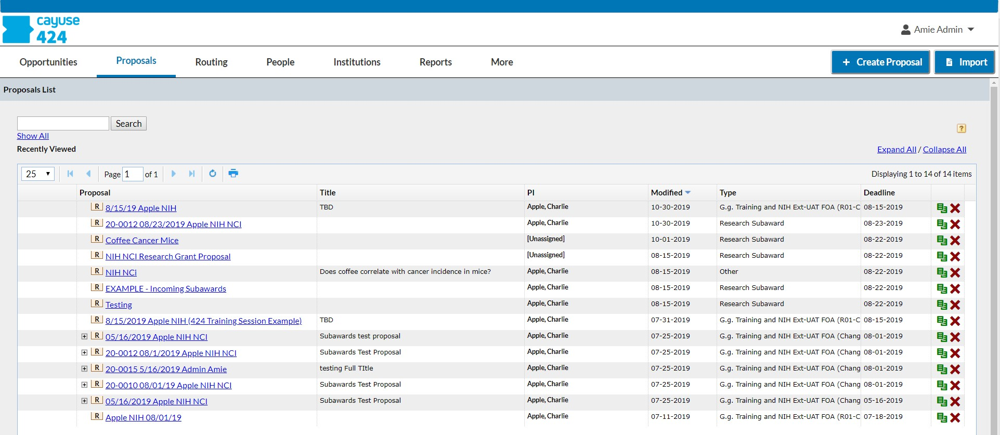 cayuse
424
Amie Admin
Opportunities Proposals Routing People Institutions Reports More + Create Proposal Import
Proposals List
Search
?
Show All
Recently Viewed Expand All / Collapse All
25 Page 1 of 1 Displaying 1 to 14 of 14 items
Proposal Title PI Modified Type Deadline
R 8/15/19 Apple NIH TBD Apple, Charlie 10-30-2019 G.g. Training and NIH Ext-UAT FOA (R01-C 08-15-2019
R 20-0012 08/23/2019 Apple NIH NCI Apple, Charlie 10-30-2019 Research Subaward 08-23-2019
R Coffee Cancer Mice [Unassigned] 10-01-2019 Research Subaward 08-22-2019
R NIH NCI Research Grant Proposal [Unassigned] 08-15-2019 Research Subaward 08-22-2019
R NIH NCi Does coffee correlate with cancer incidence in mice? Apple, Charlie 08-15-2019 Other 08-22-2019
R EXAMPLE - Incoming Subawards Apple, Charlie 08-15-2019 Research Subaward 08-22-2019
R Testing Apple, Charlie 08-15-2019 Research Subaward 08-22-2019
R 8/15/2019 Apple NIH (424 Training Session Example) TBD Apple, Charlie 07-31-2019 G.g. Training and NIH Ext-UAT FOA (R01-C 08-15-2019
R 05/16/2019 Apple NIH NCI Subawards test proposal Apple, Charlie 07-25-2019 G.g. Training and NIH Ext-UAT FOA (Chang 08-01-2019
R 20-0012 08/1/2019 Apple NIH NCI Subawards Test Proposal Apple, Charlie 07-25-2019 G.g. Training and NIH Ext-UAT FOA (Chang 08-01-2019
R 20-0015 5/16/2019 Admin Amie testing Full TItle Apple, Charlie 07-25-2019 G.g. Training and NIH Ext-UAT FOA (Chang 08-01-2019
R 20-0010 08/01/19 Apple NIH NCI Subawards Test Proposal Apple, Charlie 07-25-2019 G.g. Training and NIH Ext-UAT FOA (Chang 08-01-2019
R 05/16/2019 Apple NIH NCI Subawards Test Proposal Apple, Charlie 07-25-2019 G.g. Training and NIH Ext-UAT FOA (Chang 05-16-2019
R Apple NIH 08/01/19 Apple, Charlie 07-11-2019 G.g. Training and NIH Ext-UAT FOA (R01-C 07-18-2019